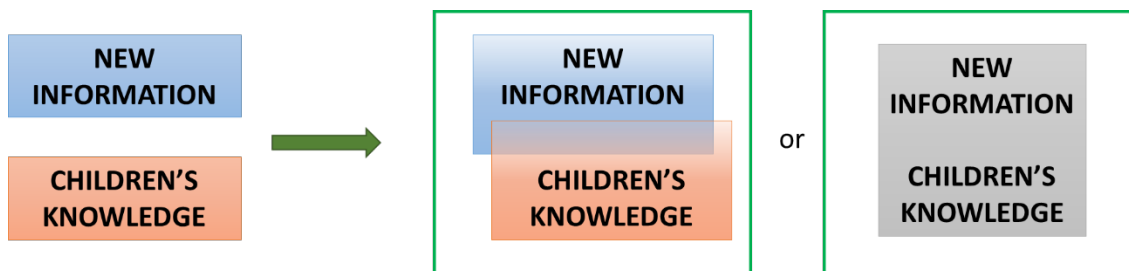 NEW
INFORMATION
CHILDREN'S
KNOWLEDGE
NEW
INFORMATION
CHILDREN'S
KNOWLEDGE
or
NEW
INFORMATION
CHILDREN'S
KNOWLEDGE